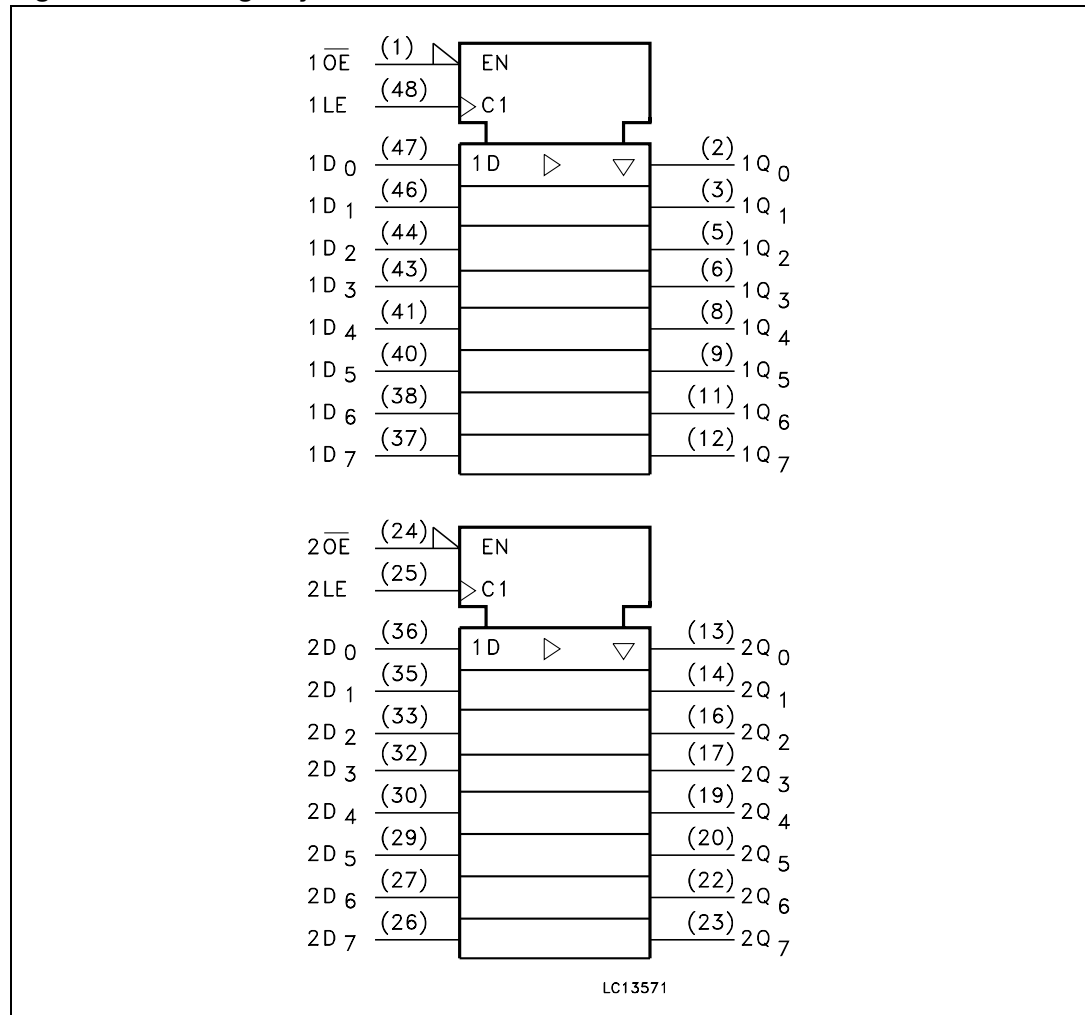 1O̅E̅ (1) EN
1LE (48) C1
1D0 (47) 1D (2) 1Q0
1D1 (46) (3) 1Q1
1D2 (44) (5) 1Q2
1D3 (43) (6) 1Q3
1D4 (41) (8) 1Q4
1D5 (40) (9) 1Q5
1D6 (38) (11) 1Q6
1D7 (37) (12) 1Q7
2O̅E̅ (24) EN
2LE (25) C1
2D0 (36) 1D (13) 2Q0
2D1 (35) (14) 2Q1
2D2 (33) (16) 2Q2
2D3 (32) (17) 2Q3
2D4 (30) (19) 2Q4
2D5 (29) (20) 2Q5
2D6 (27) (22) 2Q6
2D7 (26) (23) 2Q7
LC13571